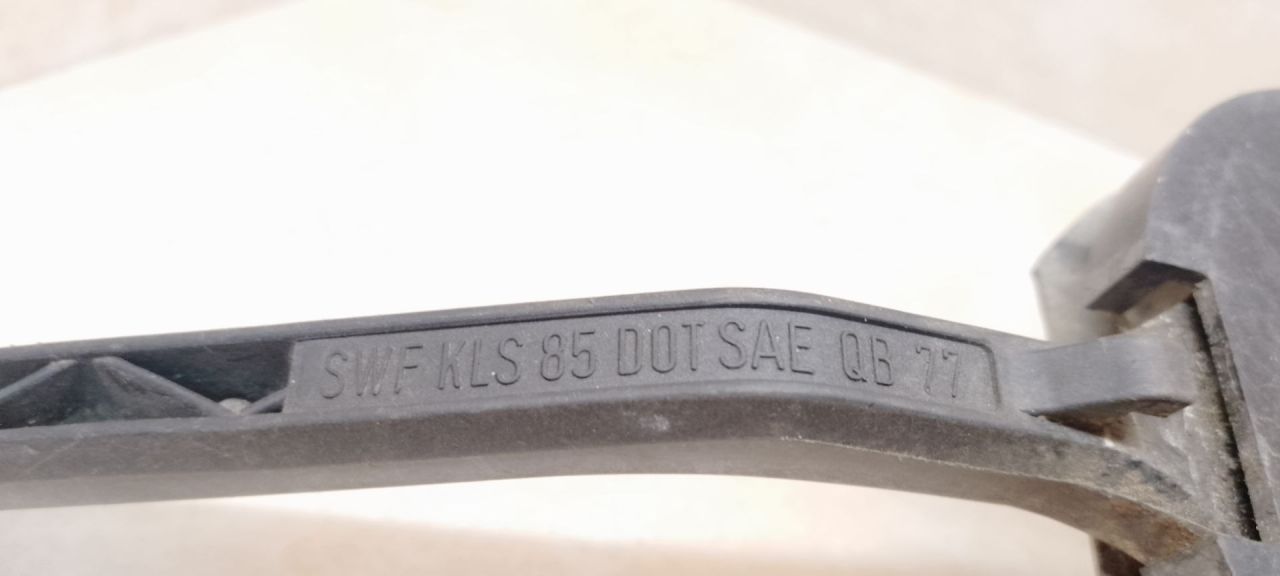 SWF KLS 85 DOT SAE QB 77